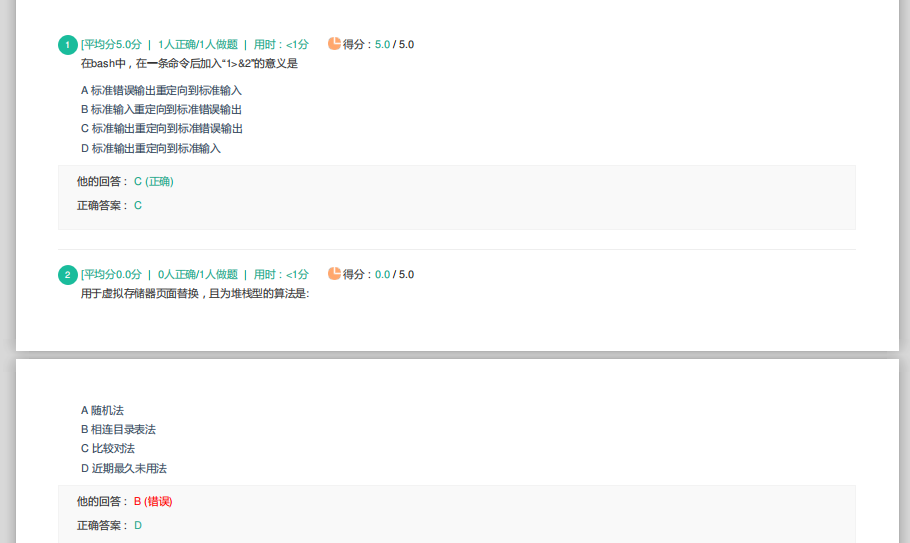 1 [平均分5.0分 | 1人正确/1人做题 | 用时：<1分 得分：5.0 / 5.0
在bash中，在一条命令后加入“1>&2”的意义是
A 标准错误输出重定向到标准输入
B 标准输入重定向到标准错误输出
C 标准输出重定向到标准错误输出
D 标准输出重定向到标准输入
他的回答： C (正确)
正确答案： C
2 [平均分0.0分 | 0人正确/1人做题 | 用时：<1分 得分：0.0 / 5.0
用于虚拟存储器页面替换，且为堆栈型的算法是:
A 随机法
B 相连目录表法
C 比较对法
D 近期最久未用法
他的回答： B (错误)
正确答案： D